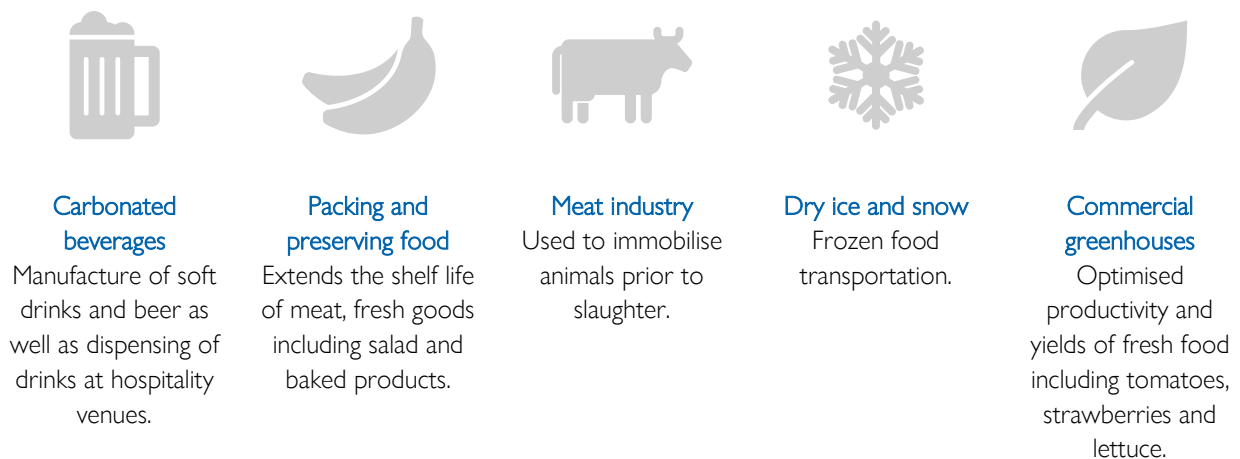 Carbonated
beverages
Manufacture of soft
drinks and beer as
well as dispensing of
drinks at hospitality
venues.
Packing and
preserving food
Extends the shelf life
of meat, fresh goods
including salad and
baked products.
Meat industry
Used to immobilise
animals prior to
slaughter.
Dry ice and snow
Frozen food
transportation.
Commercial
greenhouses
Optimised
productivity and
yields of fresh food
including tomatoes,
strawberries and
lettuce.